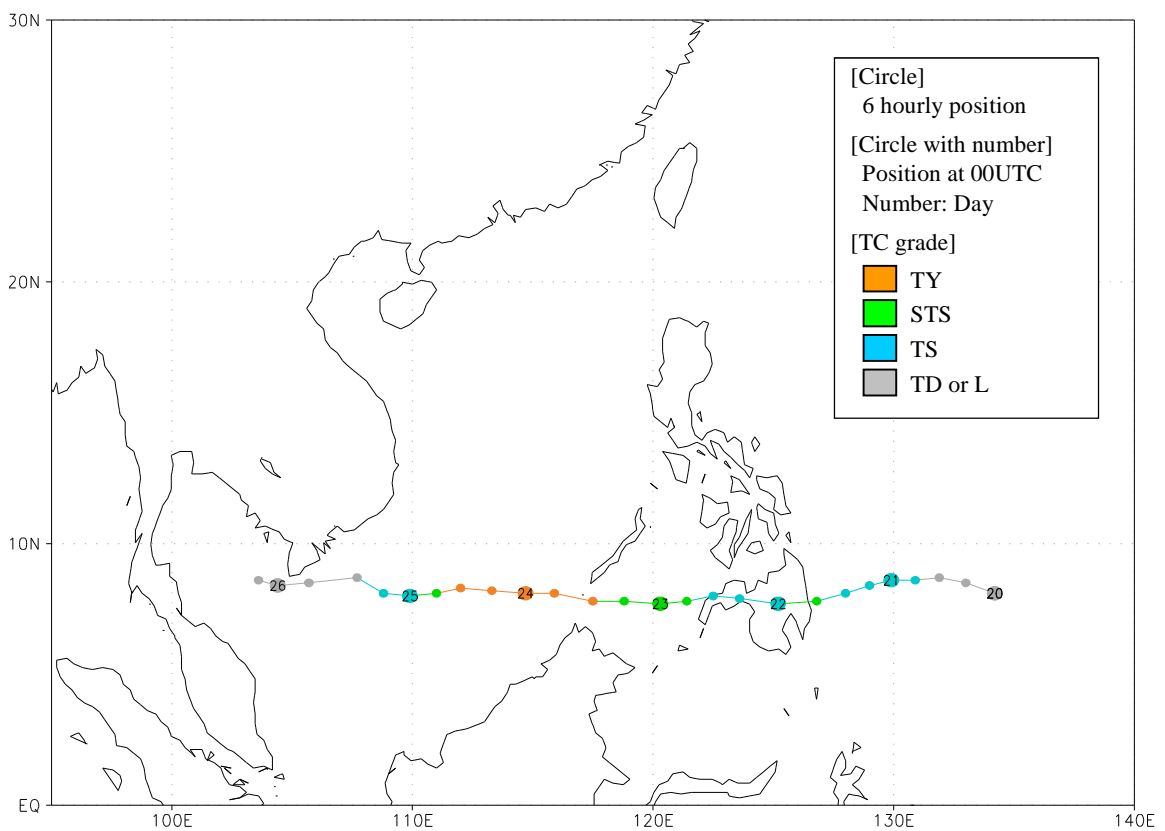 30N
[Circle]
6 hourly position
[Circle with number]
Position at 00UTC
Number: Day
[TC grade]
TY
STS
TS
TD or L
20N
10N
26
25
24
23
22
21
20
EQ
100E
110E
120E
130E
140E